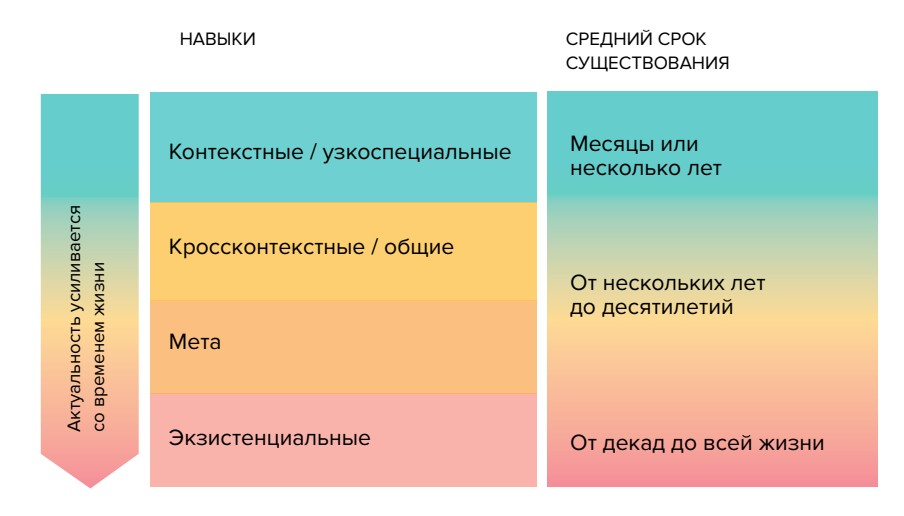 НАВЫКИ
СРЕДНИЙ СРОК
СУЩЕСТВОВАНИЯ
Контекстные / узкоспециальные
Месяцы или
несколько лет
Кроссконтекстные / общие
От нескольких лет
до десятилетий
Мета
Экзистенциальные
От декад до всей жизни
Актуальность усиливается
со временем жизни